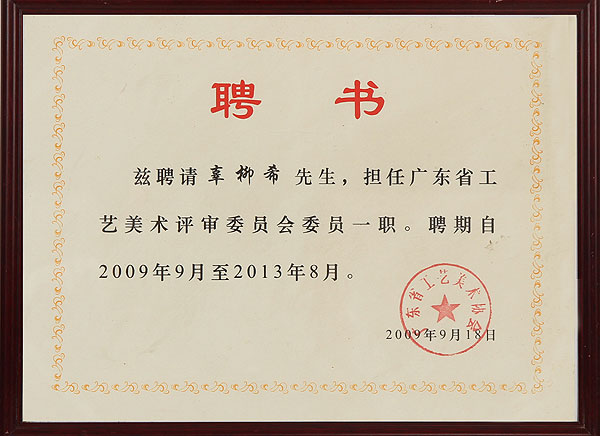 聘 书
兹聘请辜柳希先生，担任广东省工
艺美术评审委员会委员一职。聘期自
2009年9月至2013年8月。
广东省工艺美术协会
2009年9月18日